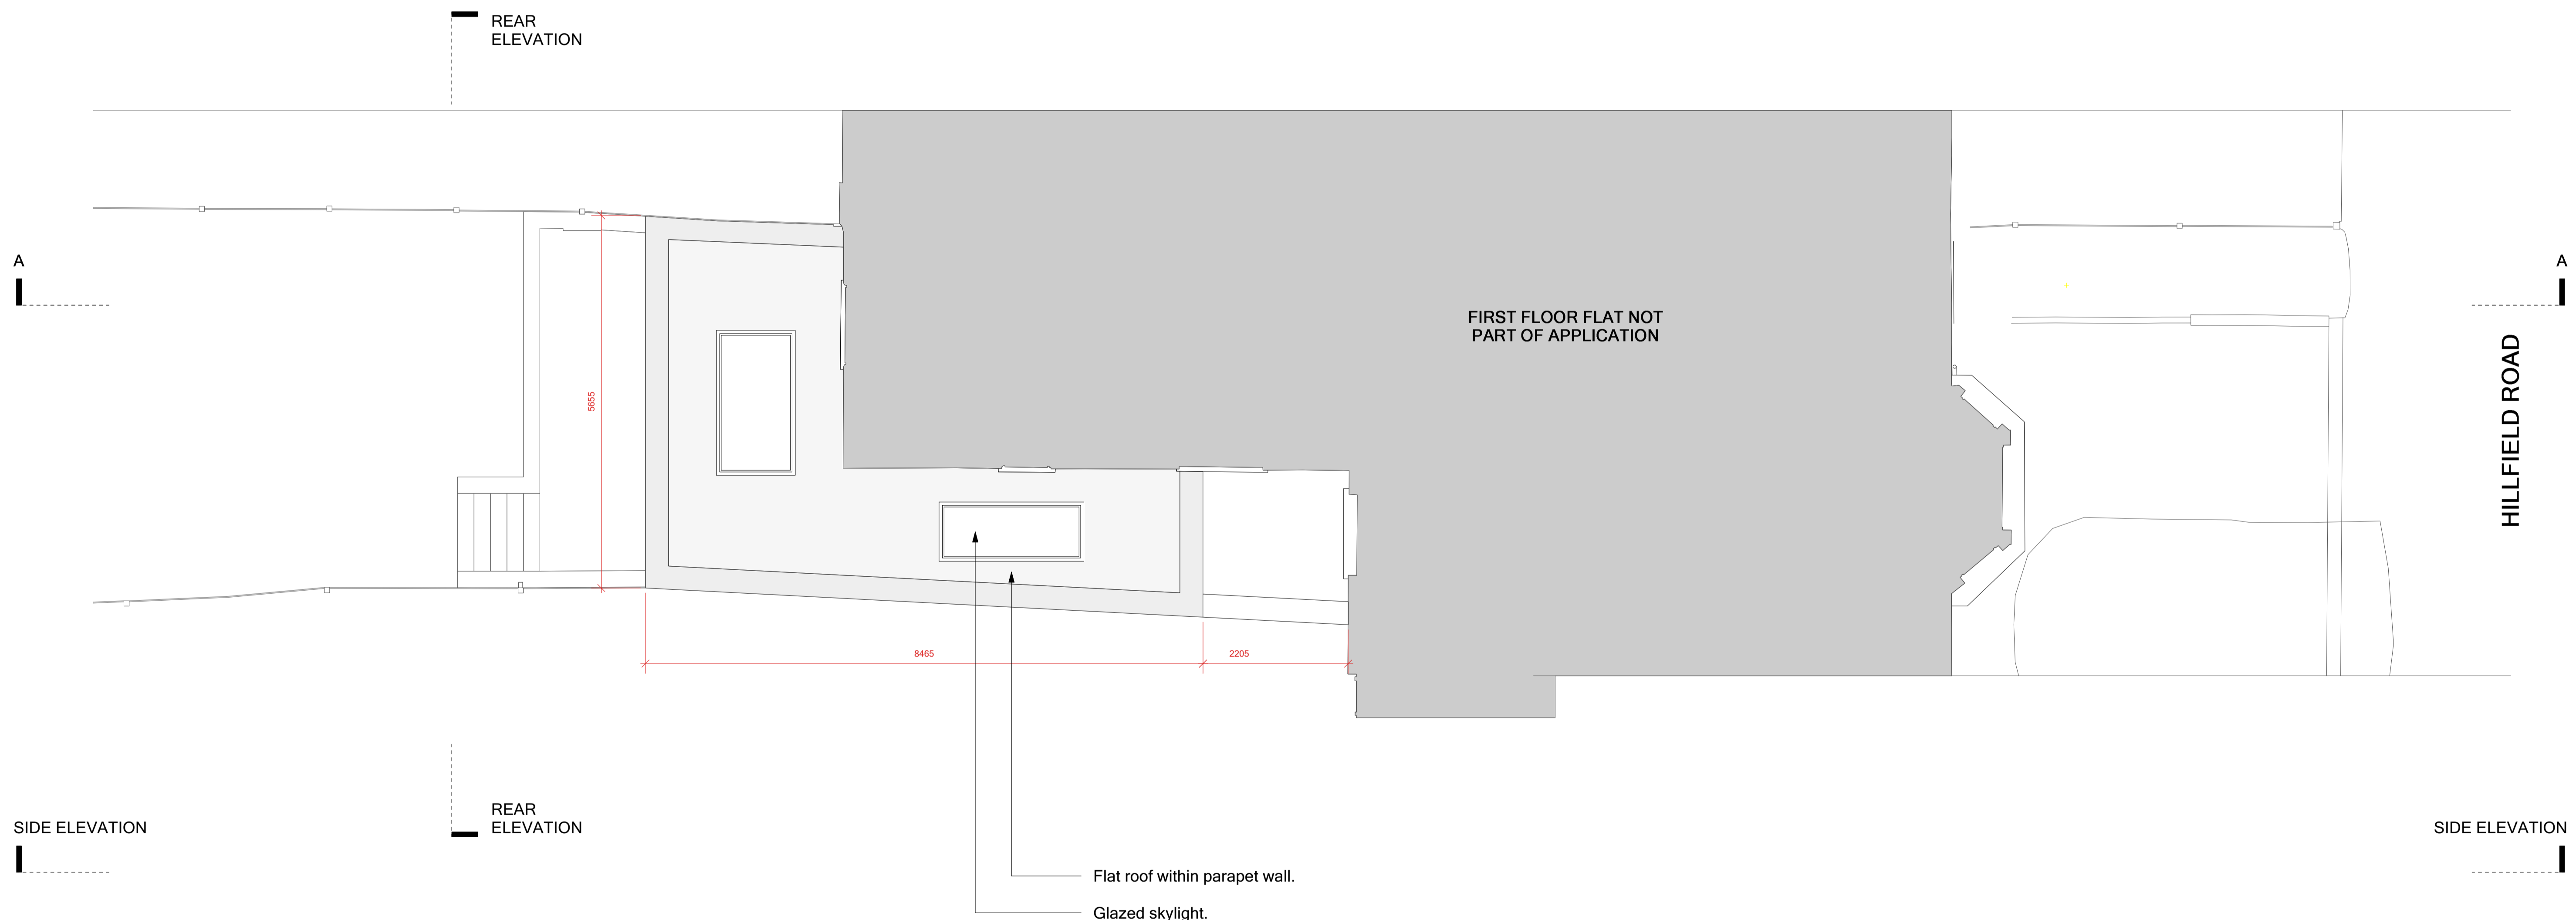 REAR
ELEVATION
A
A
FIRST FLOOR FLAT NOT
PART OF APPLICATION
HILLFIELD ROAD
5655
8465
2205
REAR
ELEVATION
SIDE ELEVATION
SIDE ELEVATION
Flat roof within parapet wall.
Glazed skylight.